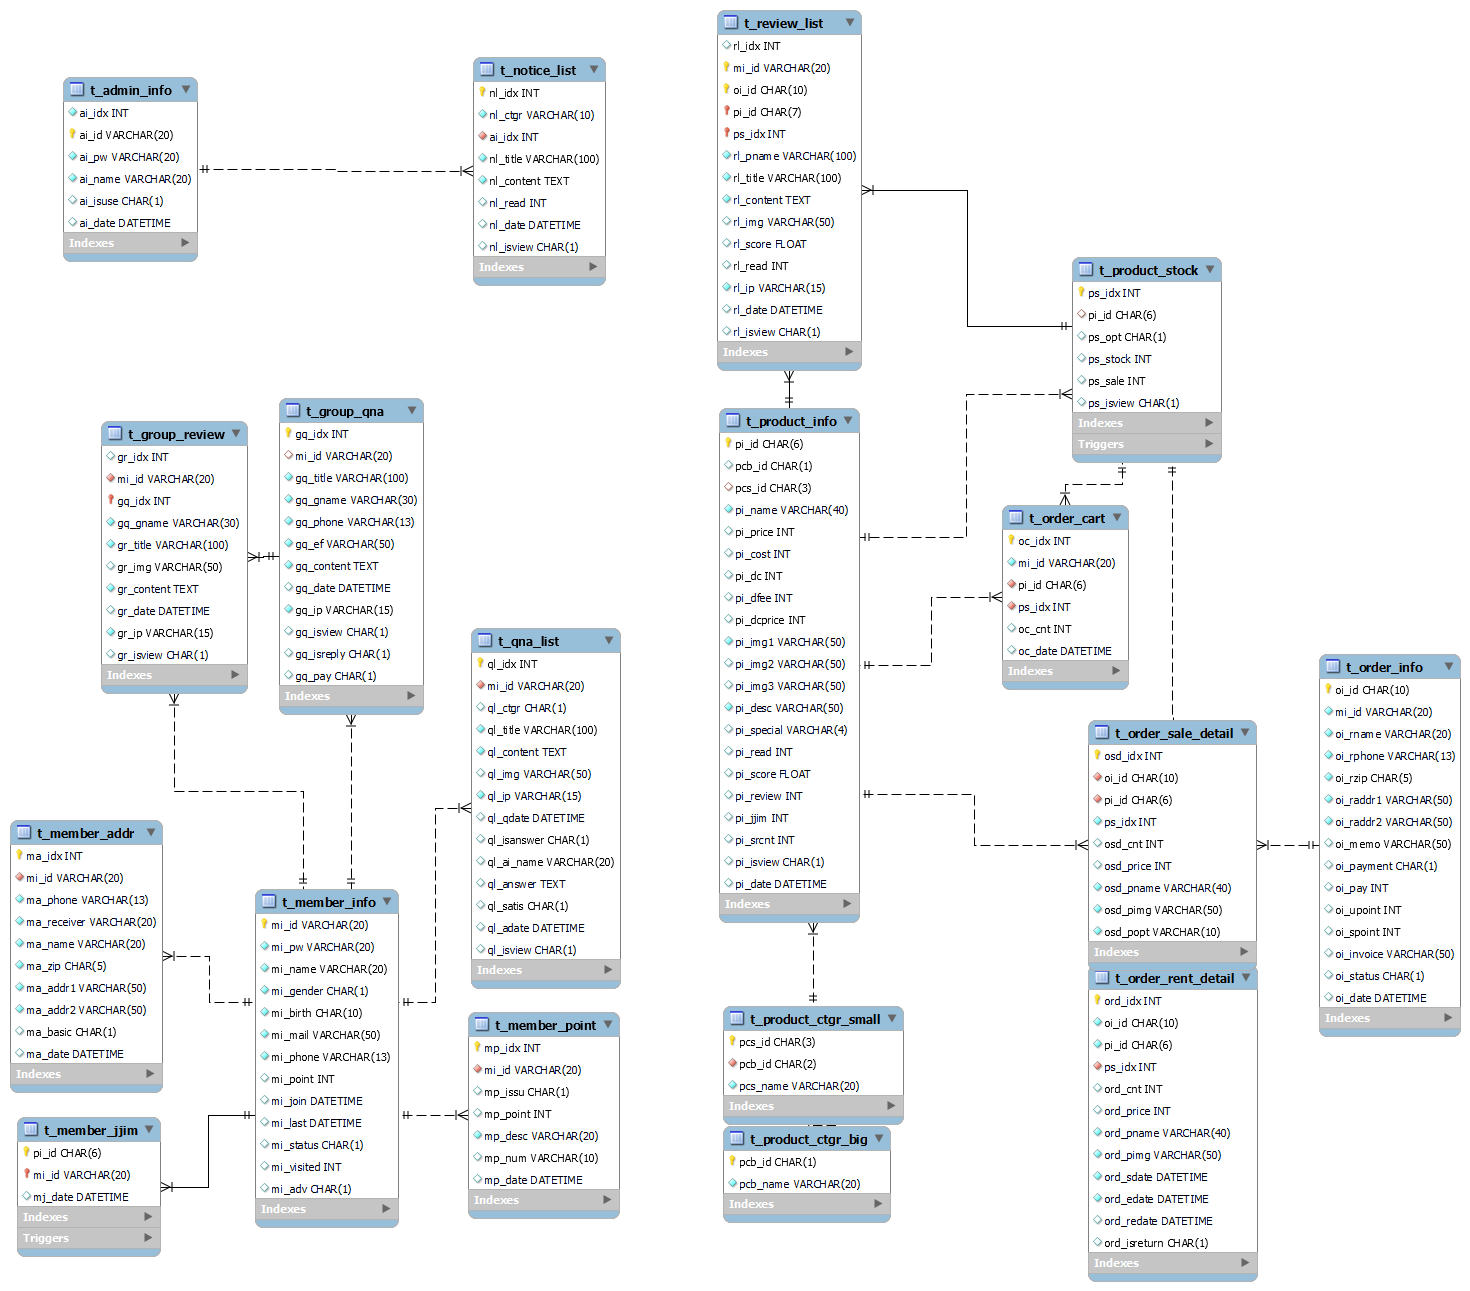 t_admin_info
ai_idx INT
ai_id VARCHAR(20)
ai_pw VARCHAR(20)
ai_name VARCHAR(20)
ai_isuse CHAR(1)
ai_date DATETIME
Indexes
t_notice_list
nl_idx INT
nl_ctgr VARCHAR(10)
ai_idx INT
nl_title VARCHAR(100)
nl_content TEXT
nl_read INT
nl_date DATETIME
nl_isview CHAR(1)
Indexes
t_review_list
rl_idx INT
mi_id VARCHAR(20)
oi_id CHAR(10)
pi_id CHAR(7)
ps_idx INT
rl_pname VARCHAR(100)
rl_title VARCHAR(100)
rl_content TEXT
rl_img VARCHAR(50)
rl_score FLOAT
rl_read INT
rl_ip VARCHAR(15)
rl_date DATETIME
rl_isview CHAR(1)
Indexes
t_product_stock
ps_idx INT
pi_id CHAR(6)
ps_opt CHAR(1)
ps_stock INT
ps_sale INT
ps_isview CHAR(1)
Indexes
Triggers
t_group_review
gr_idx INT
mi_id VARCHAR(20)
gq_idx INT
gq_gname VARCHAR(30)
gr_title VARCHAR(100)
gr_img VARCHAR(50)
gr_content TEXT
gr_date DATETIME
gr_ip VARCHAR(15)
gr_isview CHAR(1)
Indexes
t_group_qna
gq_idx INT
mi_id VARCHAR(20)
gq_title VARCHAR(100)
gq_gname VARCHAR(30)
gq_phone VARCHAR(13)
gq_ef VARCHAR(50)
gq_content TEXT
gq_date DATETIME
gq_ip VARCHAR(15)
gq_isview CHAR(1)
gq_isreply CHAR(1)
gq_pay CHAR(1)
Indexes
t_product_info
pi_id CHAR(6)
pcb_id CHAR(1)
pcs_id CHAR(3)
pi_name VARCHAR(40)
pi_price INT
pi_cost INT
pi_dc INT
pi_dfee INT
pi_dcprice INT
pi_img1 VARCHAR(50)
pi_img2 VARCHAR(50)
pi_img3 VARCHAR(50)
pi_desc VARCHAR(50)
pi_special VARCHAR(4)
pi_read INT
pi_score FLOAT
pi_review INT
pi_jjim INT
pi_srcnt INT
pi_isview CHAR(1)
pi_date DATETIME
Indexes
t_order_cart
oc_idx INT
mi_id VARCHAR(20)
pi_id CHAR(6)
ps_idx INT
oc_cnt INT
oc_date DATETIME
Indexes
t_qna_list
ql_idx INT
mi_id VARCHAR(20)
ql_ctgr CHAR(1)
ql_title VARCHAR(100)
ql_content TEXT
ql_img VARCHAR(50)
ql_ip VARCHAR(15)
ql_qdate DATETIME
ql_isanswer CHAR(1)
ql_ai_name VARCHAR(20)
ql_answer TEXT
ql_satis CHAR(1)
ql_adate DATETIME
ql_isview CHAR(1)
Indexes
t_order_info
oi_id CHAR(10)
mi_id VARCHAR(20)
oi_rname VARCHAR(20)
oi_rphone VARCHAR(13)
oi_rzip CHAR(5)
oi_raddr1 VARCHAR(50)
oi_raddr2 VARCHAR(50)
oi_memo VARCHAR(50)
oi_payment CHAR(1)
oi_pay INT
oi_upoint INT
oi_spoint INT
oi_invoice VARCHAR(50)
oi_status CHAR(1)
oi_date DATETIME
Indexes
t_order_sale_detail
osd_idx INT
oi_id CHAR(10)
pi_id CHAR(6)
ps_idx INT
osd_cnt INT
osd_price INT
osd_pname VARCHAR(40)
osd_pimg VARCHAR(50)
osd_popt VARCHAR(10)
Indexes
t_member_addr
ma_idx INT
mi_id VARCHAR(20)
ma_phone VARCHAR(13)
ma_receiver VARCHAR(20)
ma_name VARCHAR(20)
ma_zip CHAR(5)
ma_addr1 VARCHAR(50)
ma_addr2 VARCHAR(50)
ma_basic CHAR(1)
ma_date DATETIME
Indexes
t_member_info
mi_id VARCHAR(20)
mi_pw VARCHAR(20)
mi_name VARCHAR(20)
mi_gender CHAR(1)
mi_birth CHAR(10)
mi_mail VARCHAR(50)
mi_phone VARCHAR(13)
mi_point INT
mi_join DATETIME
mi_last DATETIME
mi_status CHAR(1)
mi_visited INT
mi_adv CHAR(1)
Indexes
t_order_rent_detail
ord_idx INT
oi_id CHAR(10)
pi_id CHAR(6)
ps_idx INT
ord_cnt INT
ord_price INT
ord_pname VARCHAR(40)
ord_pimg VARCHAR(50)
ord_sdate DATETIME
ord_edate DATETIME
ord_redate DATETIME
ord_isreturn CHAR(1)
Indexes
t_member_point
mp_idx INT
mi_id VARCHAR(20)
mp_issu CHAR(1)
mp_point INT
mp_desc VARCHAR(20)
mp_num VARCHAR(10)
mp_date DATETIME
Indexes
t_product_ctgr_small
pcs_id CHAR(3)
pcb_id CHAR(2)
pcs_name VARCHAR(20)
Indexes
t_product_ctgr_big
pcb_id CHAR(1)
pcb_name VARCHAR(20)
Indexes
t_member_jjim
pi_id CHAR(6)
mi_id VARCHAR(20)
mj_date DATETIME
Indexes
Triggers